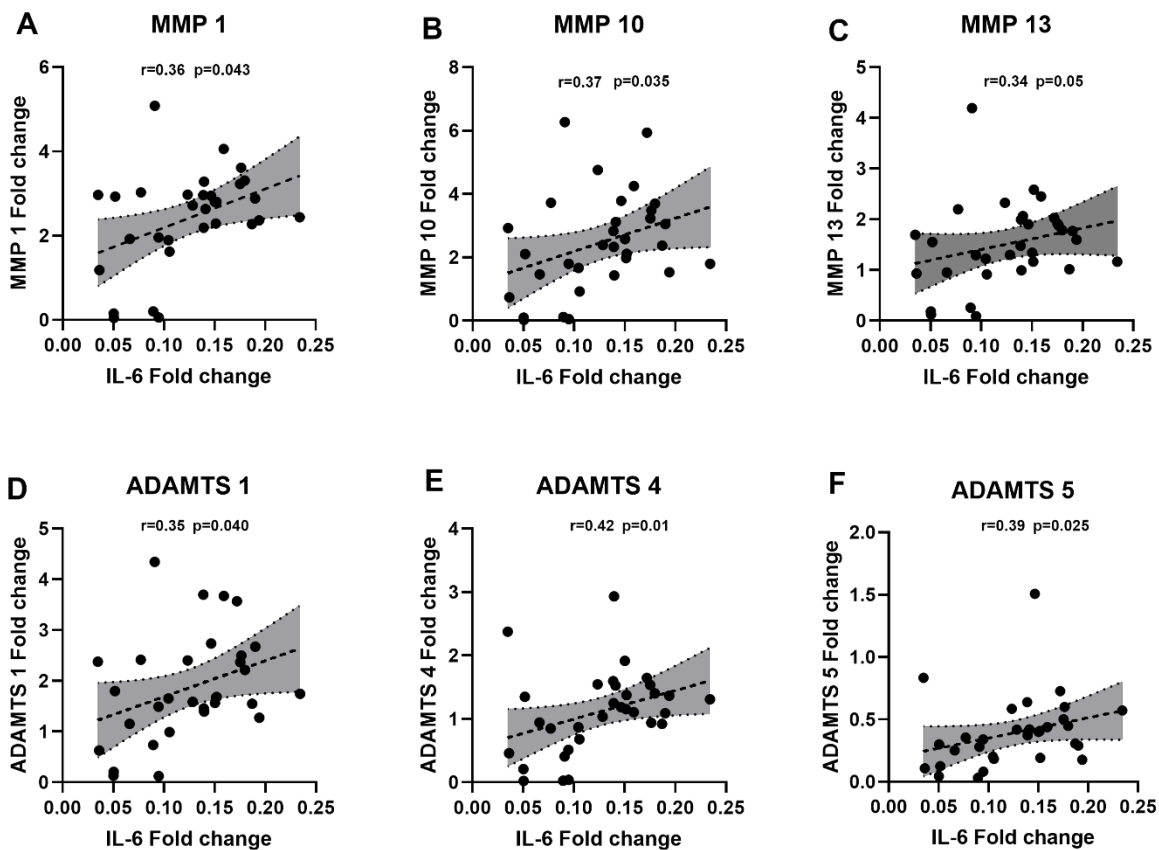 A
MMP 1
r=0.36 p=0.043
MMP 1 Fold change
6
4
2
0
0.00 0.05 0.10 0.15 0.20 0.25
IL-6 Fold change
B
MMP 10
r=0.37 p=0.035
MMP 10 Fold change
8
6
4
2
0
0.00 0.05 0.10 0.15 0.20 0.25
IL-6 Fold change
C
MMP 13
r=0.34 p=0.05
MMP 13 Fold change
5
4
3
2
1
0
0.00 0.05 0.10 0.15 0.20 0.25
IL-6 Fold change
D
ADAMTS 1
r=0.35 p=0.040
ADAMTS 1 Fold change
5
4
3
2
1
0
0.00 0.05 0.10 0.15 0.20 0.25
IL-6 Fold change
E
ADAMTS 4
r=0.42 p=0.01
ADAMTS 4 Fold change
4
3
2
1
0
0.00 0.05 0.10 0.15 0.20 0.25
IL-6 Fold change
F
ADAMTS 5
r=0.39 p=0.025
ADAMTS 5 Fold change
2.0
1.5
1.0
0.5
0.0
0.00 0.05 0.10 0.15 0.20 0.25
IL-6 Fold change